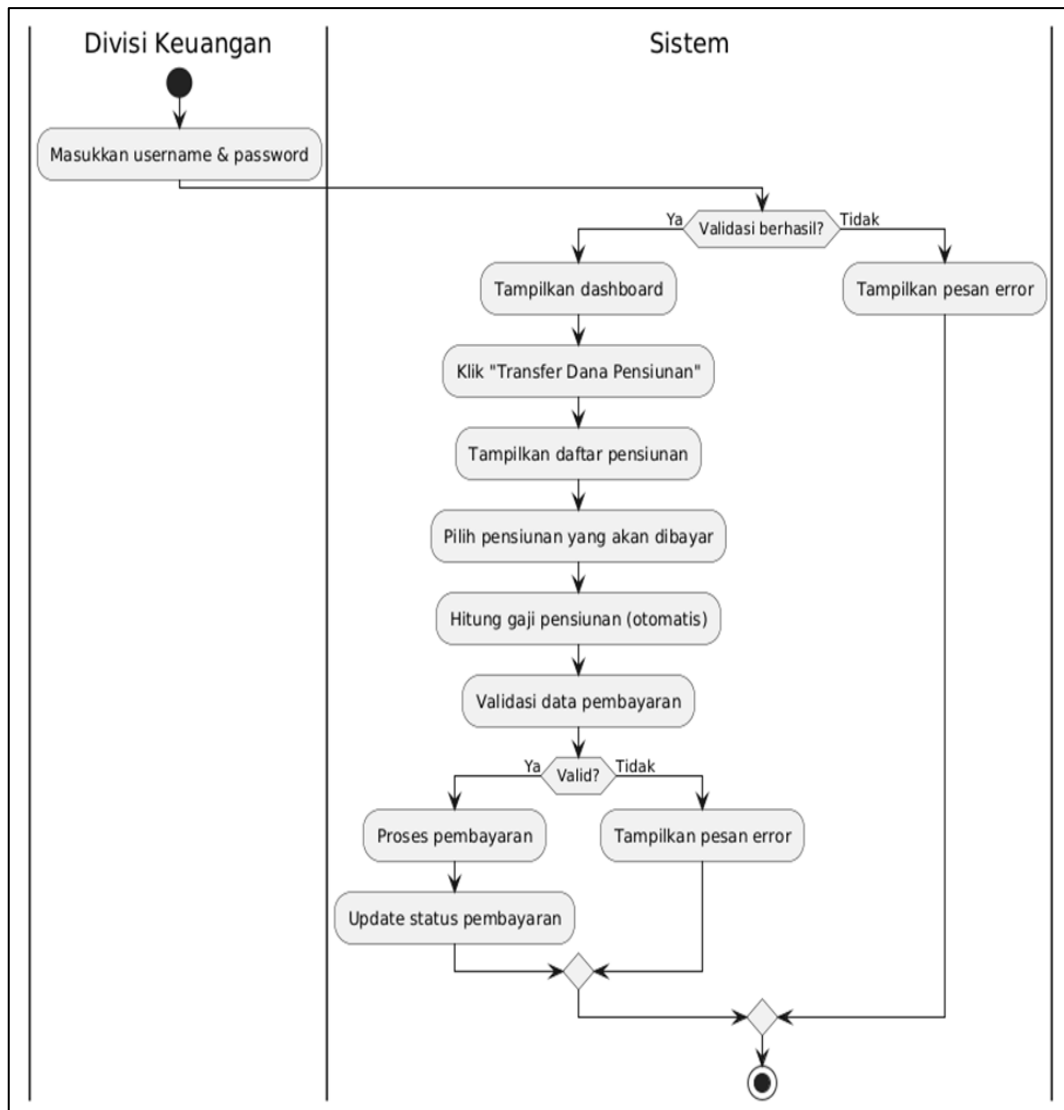 Divisi Keuangan
Sistem
Masukkan username & password
Validasi berhasil?
Ya
Tidak
Tampilkan dashboard
Tampilkan pesan error
Klik "Transfer Dana Pensiunan"
Tampilkan daftar pensiunan
Pilih pensiunan yang akan dibayar
Hitung gaji pensiunan (otomatis)
Validasi data pembayaran
Valid?
Ya
Tidak
Proses pembayaran
Tampilkan pesan error
Update status pembayaran